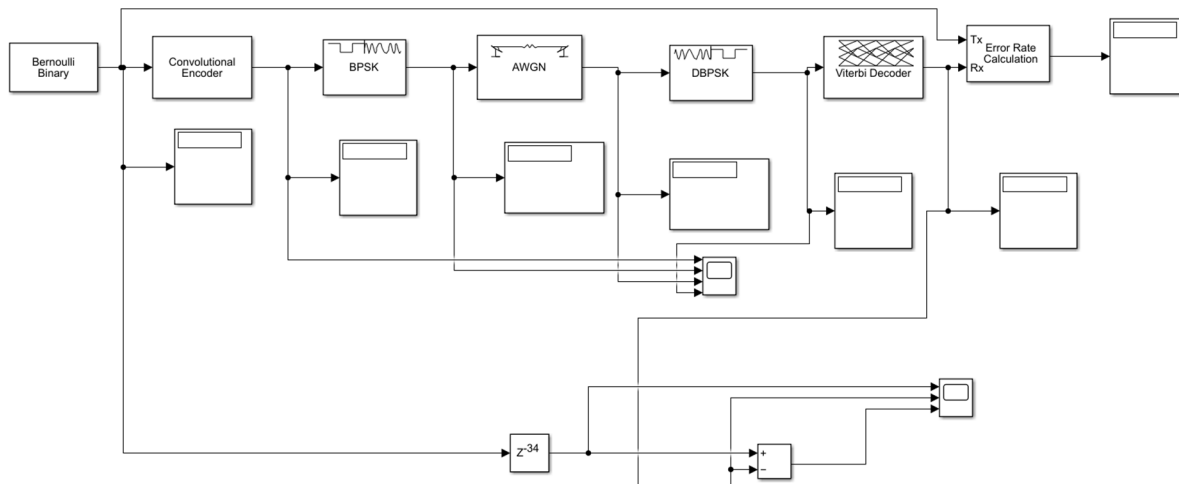 Bernoulli
Binary
Convolutional
Encoder
BPSK
AWGN
DBPSK
Viterbi Decoder
Tx
Rx
Error Rate
Calculation
Z-34
+
−